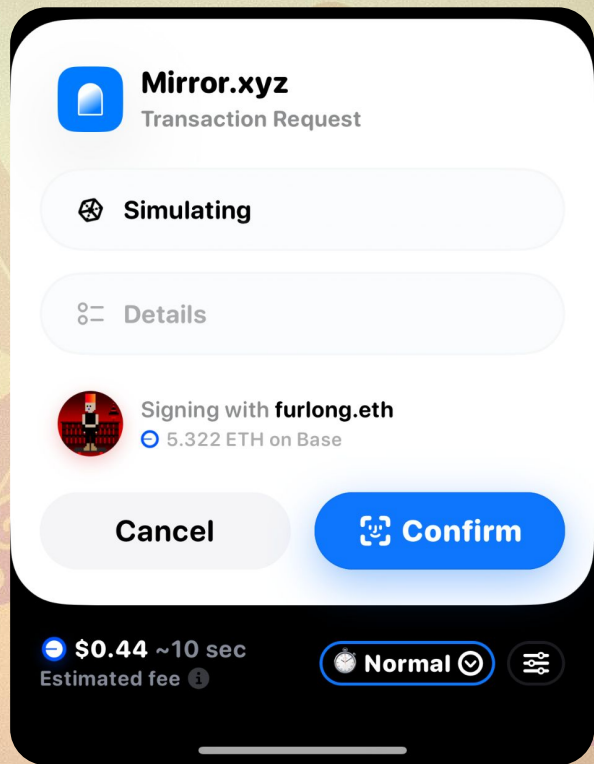 Mirror.xyz
Transaction Request
Simulating
Details
Signing with furlong.eth
5.322 ETH on Base
Cancel
Confirm
$0.44 ~10 sec
Estimated fee
Normal